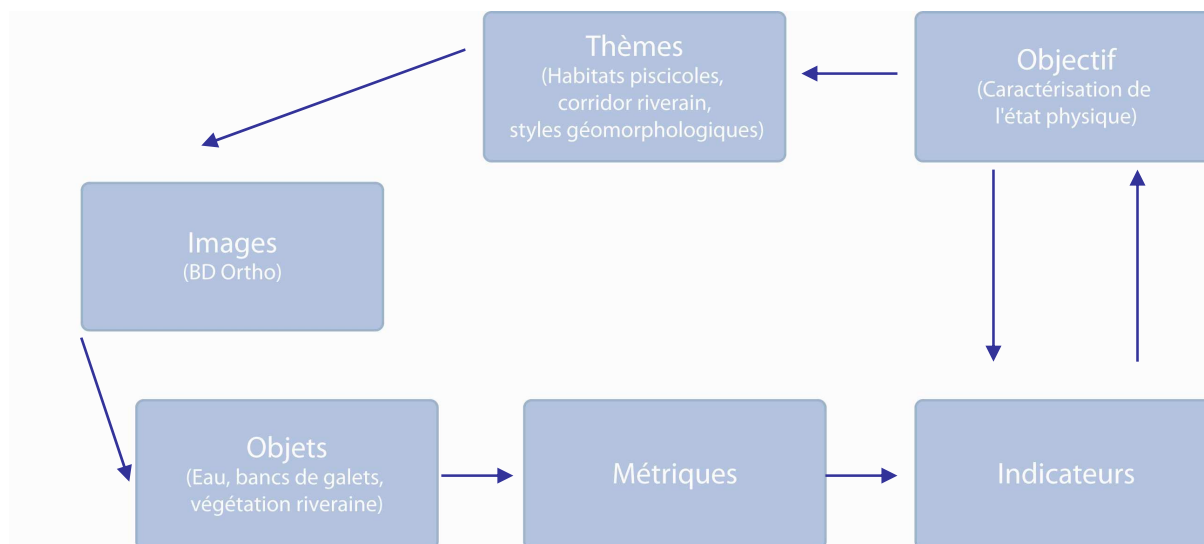 Thèmes
(Habitats piscicoles,
corridor riverain,
styles géomorphologiques)
Objectif
(Caractérisation de
l'état physique)
Images
(BD Ortho)
Objets
(Eau, bancs de galets,
végétation riveraine)
Métriques
Indicateurs